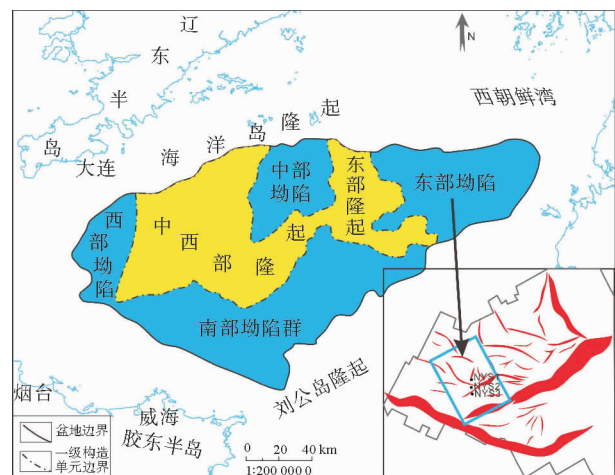 辽东半岛
N
西朝鲜湾
大连
海洋岛隆起
中部
坳陷
东部隆起
东部坳陷
西部坳陷
中西部隆起
南部坳陷群
刘公岛隆起
NYS2
NYS3
烟台
威海
胶东半岛
盆地边界
一级构造
单元边界
0 20 40 km
1:200 000 0